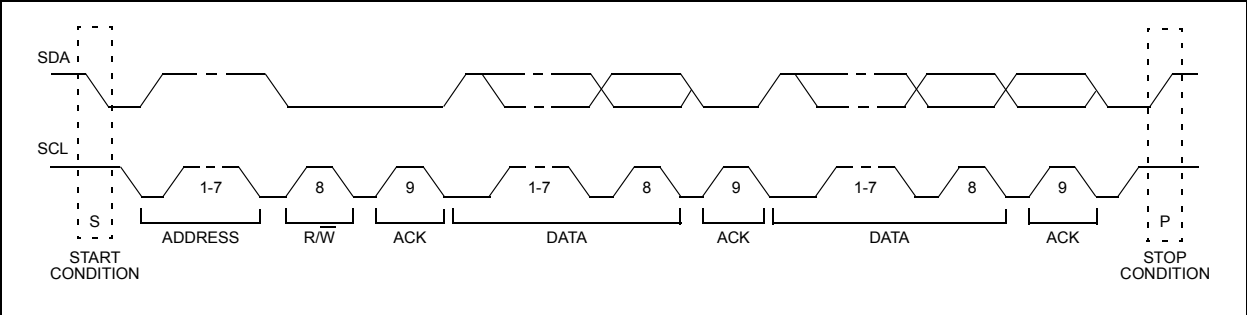 SDA
SCL
1-7 8 9 1-7 8 9 1-7 8 9
S P
ADDRESS R/W̅ ACK DATA ACK DATA ACK
START
CONDITION
STOP
CONDITION